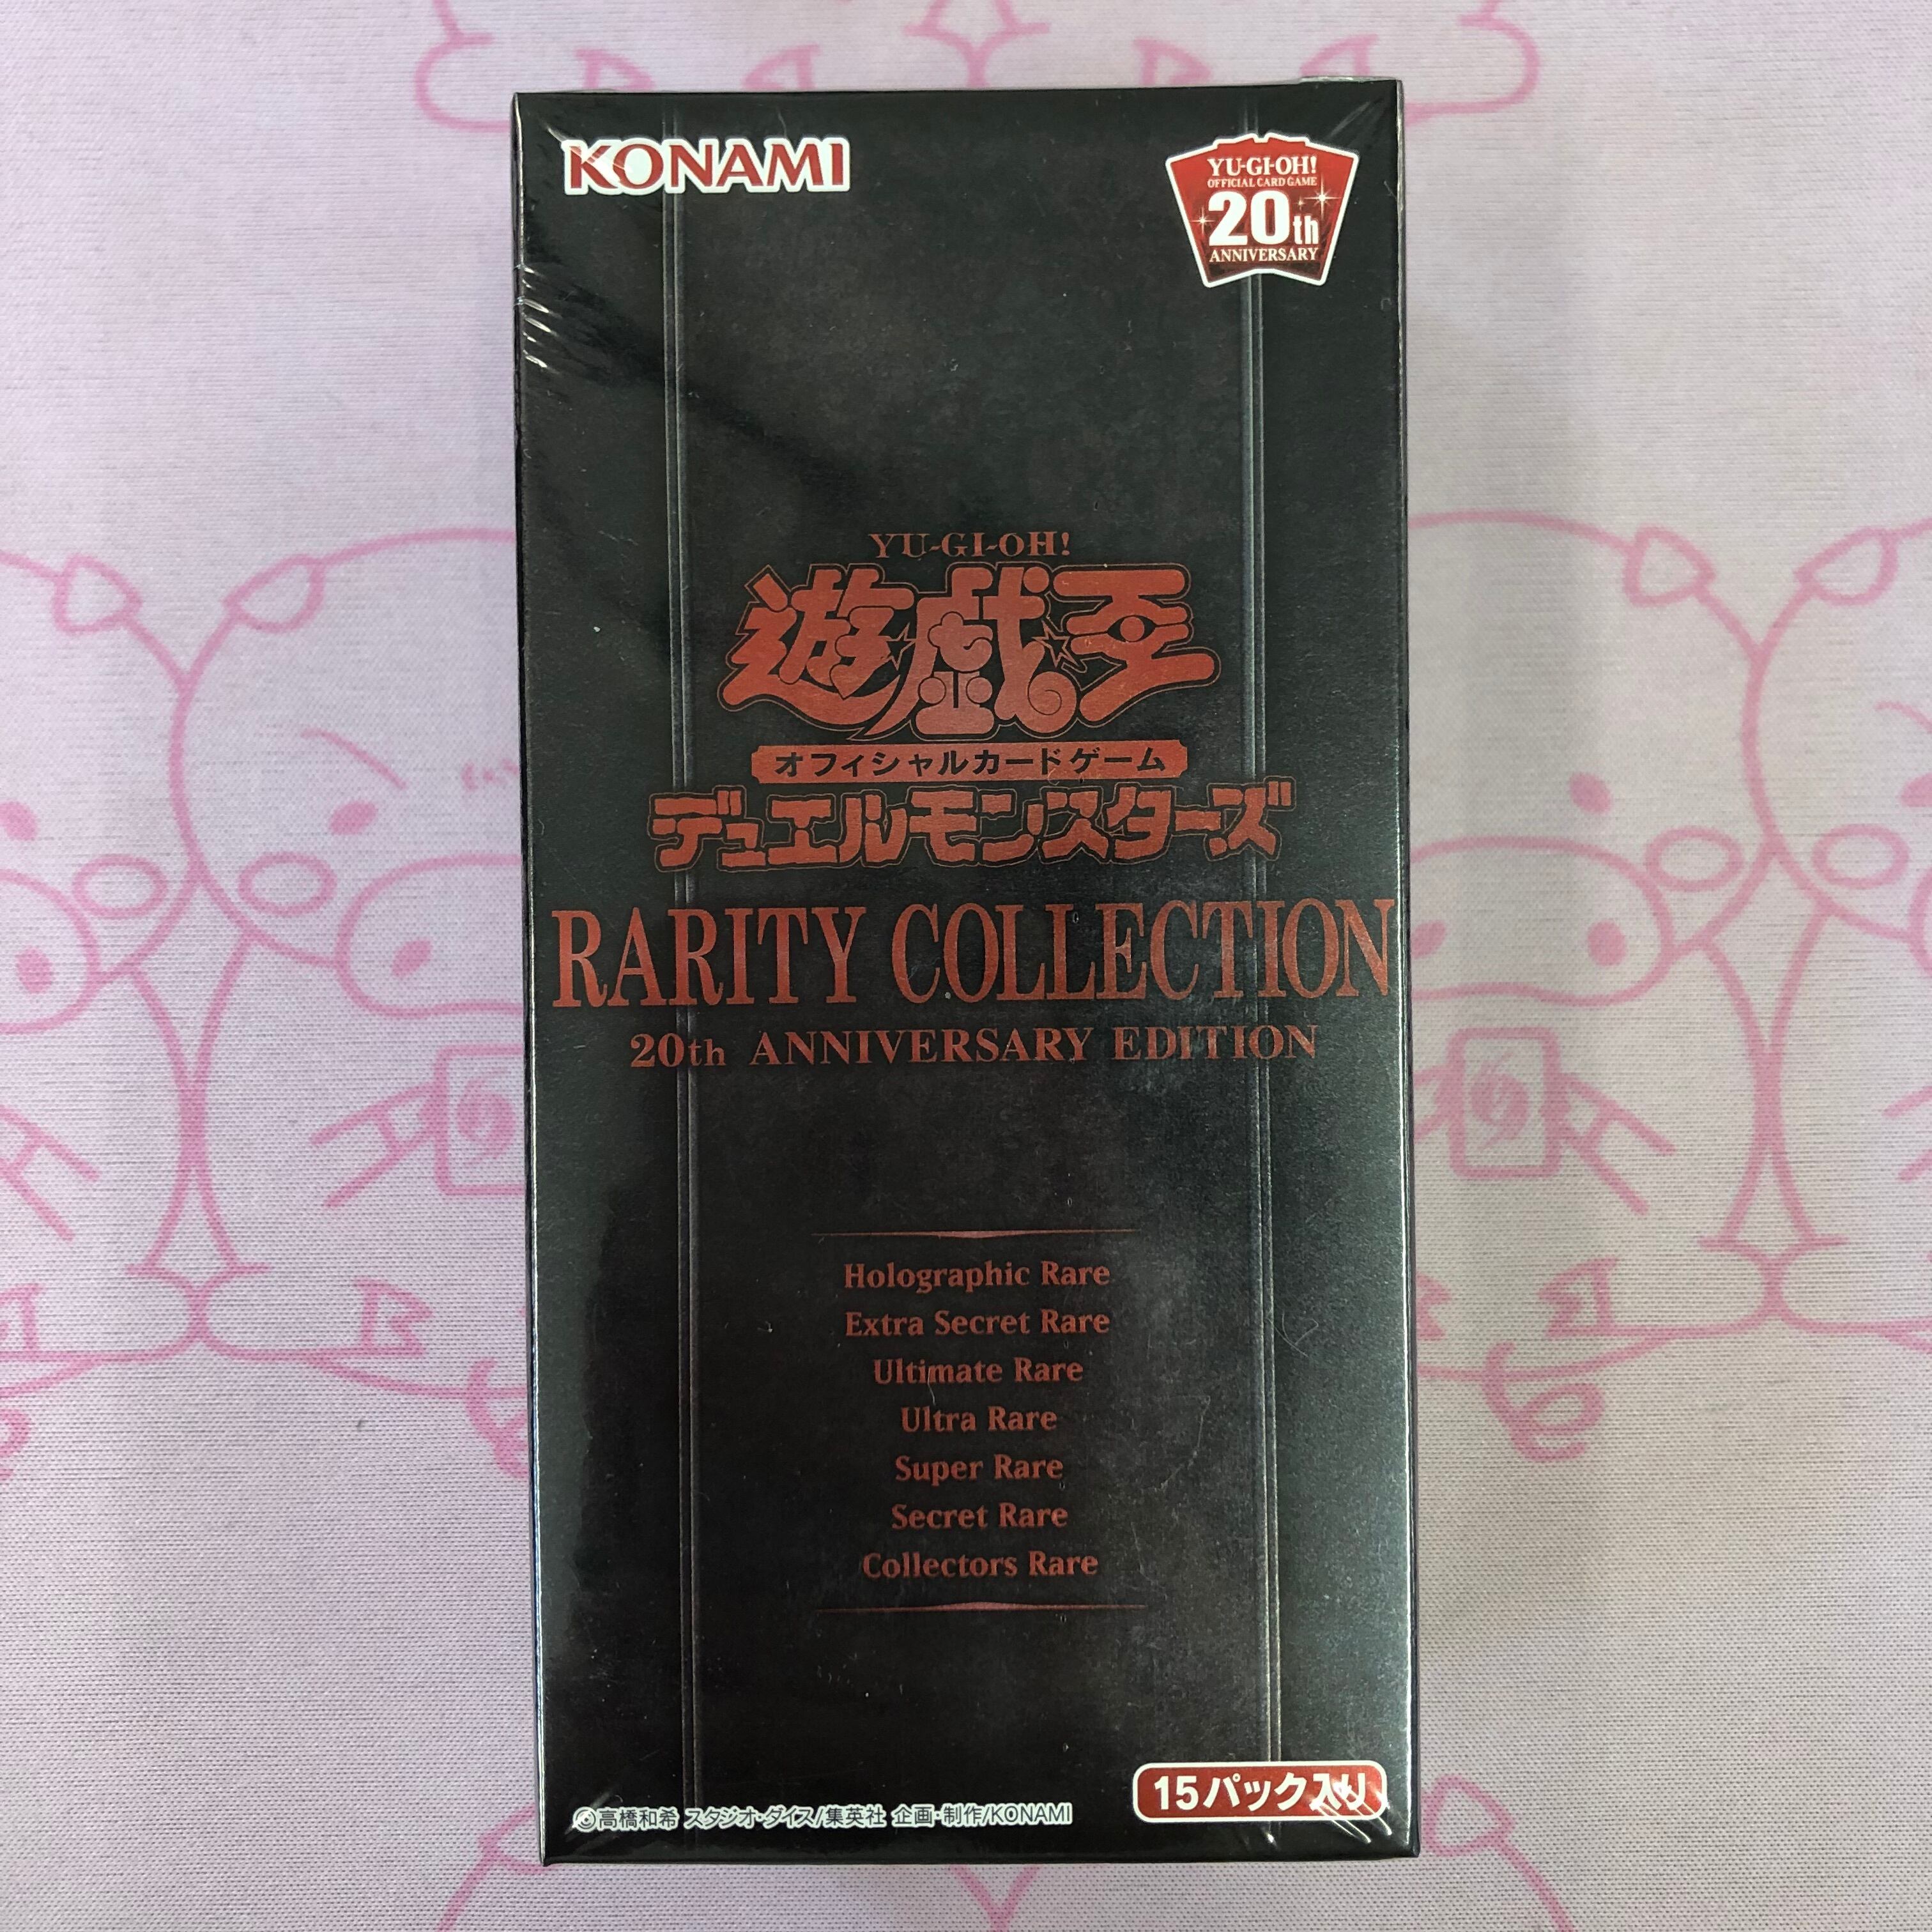 KONAMI
YU-GI-OH!
OFFICIAL CARD GAME
20th
ANNIVERSARY
YU-GI-OH!
遊戯王
オフィシャルカードゲーム
デュエルモンスターズ
RARITY COLLECTION
20th ANNIVERSARY EDITION
Holographic Rare
Extra Secret Rare
Ultimate Rare
Ultra Rare
Super Rare
Secret Rare
Collectors Rare
15パック入り
©高橋和希 スタジオ・ダイス/集英社 企画・制作/KONAMI